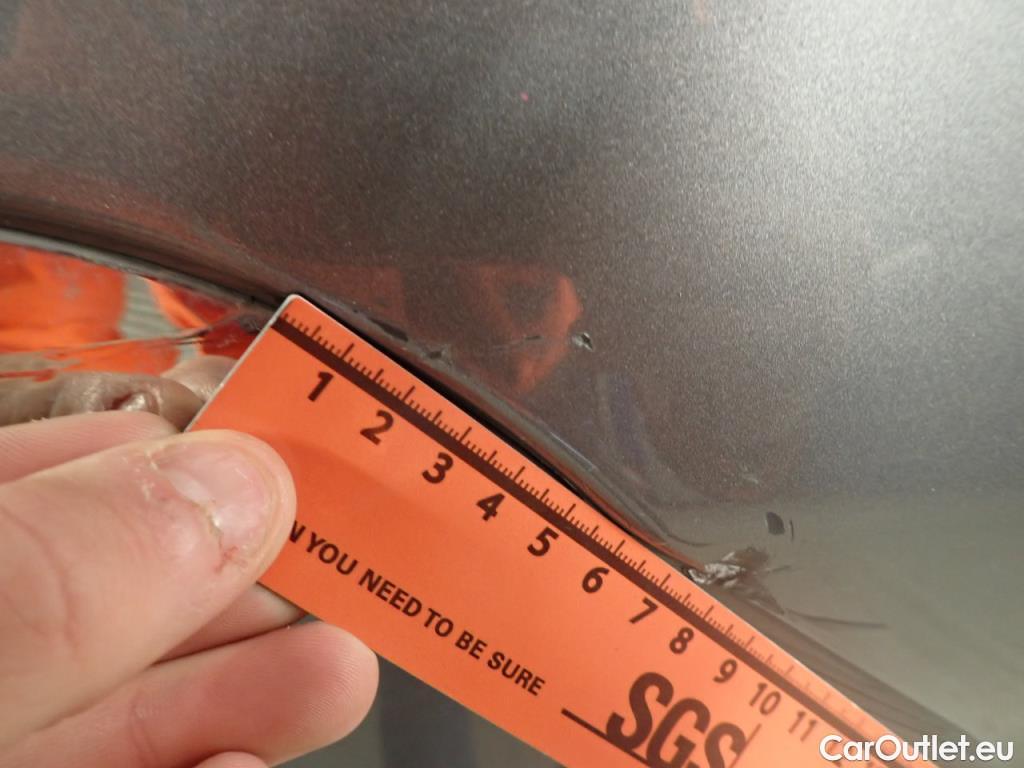 1 2 3 4 5 6 7 8 9 10 11
YOU NEED TO BE SURE
SGS
CarOutlet.eu